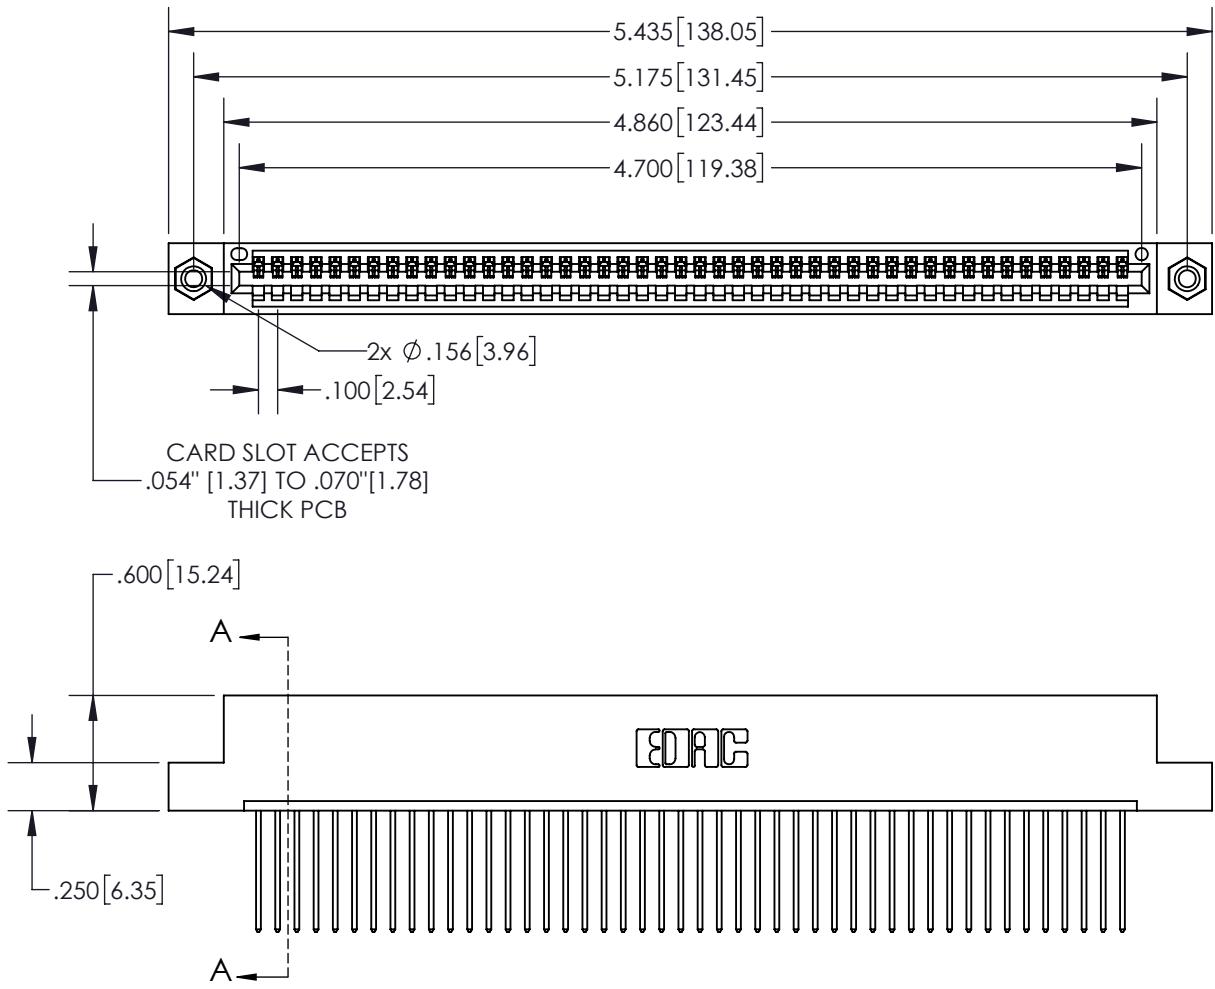 5.435[138.05]
5.175[131.45]
4.860[123.44]
4.700[119.38]
2x Ø.156[3.96]
.100[2.54]
CARD SLOT ACCEPTS
.054" [1.37] TO .070"[1.78]
THICK PCB
.600[15.24]
A
EDAC
.250[6.35]
A